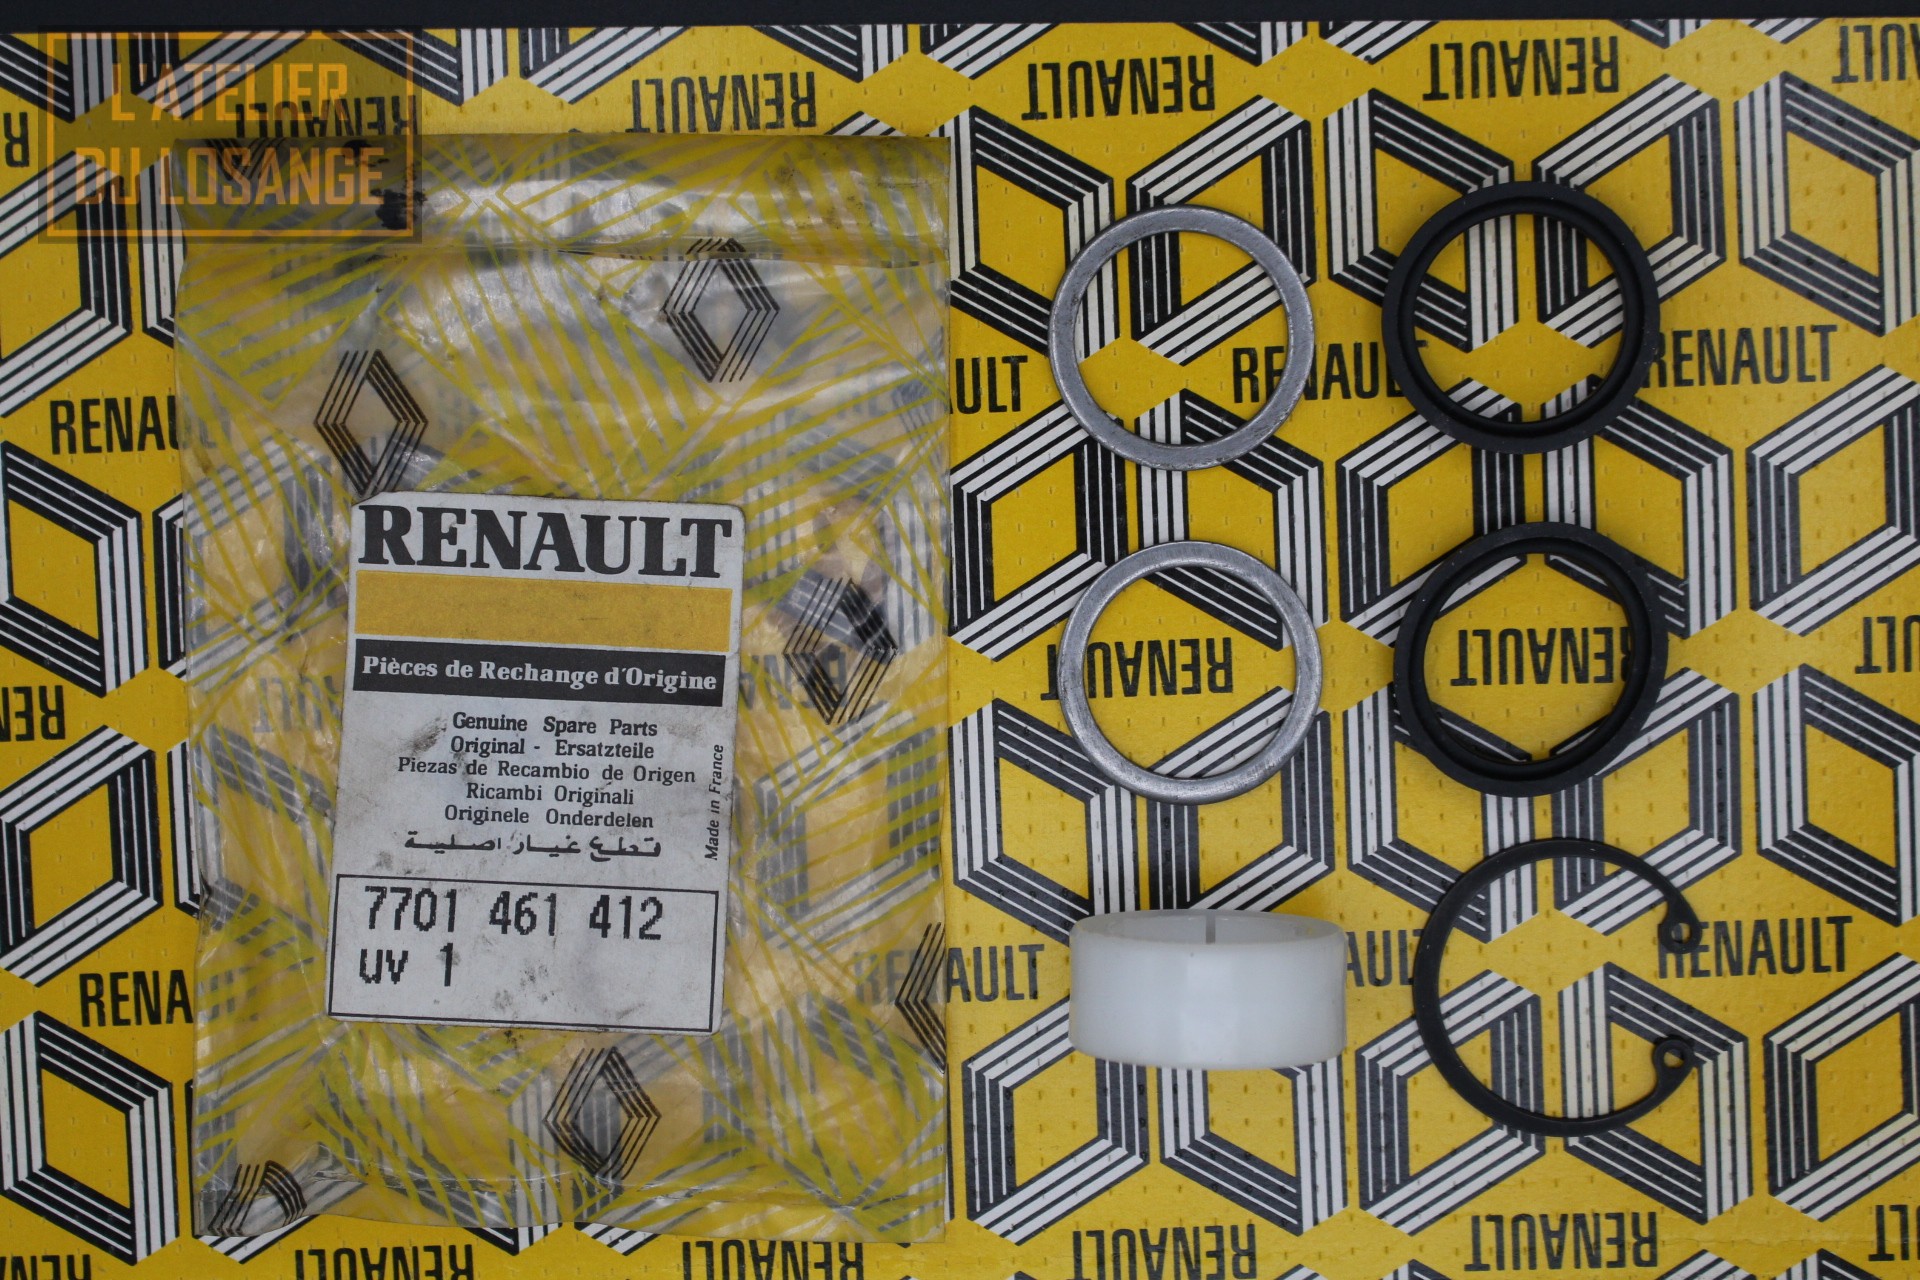 L'ATELIER
DU LOSANGE
RENAULT
Pièces de Rechange d'Origine
Genuine Spare Parts
Original - Ersatzteile
Piezas de Recambio de Origen
Ricambi Originali
Originele Onderdelen
قطع غيار اصلية
Made in France
7701 461 412
UV 1
RENAULT
RENAULT
RENAULT
RENAULT
RENAULT
RENAULT
RENAULT
RENAULT
RENAULT
RENAULT